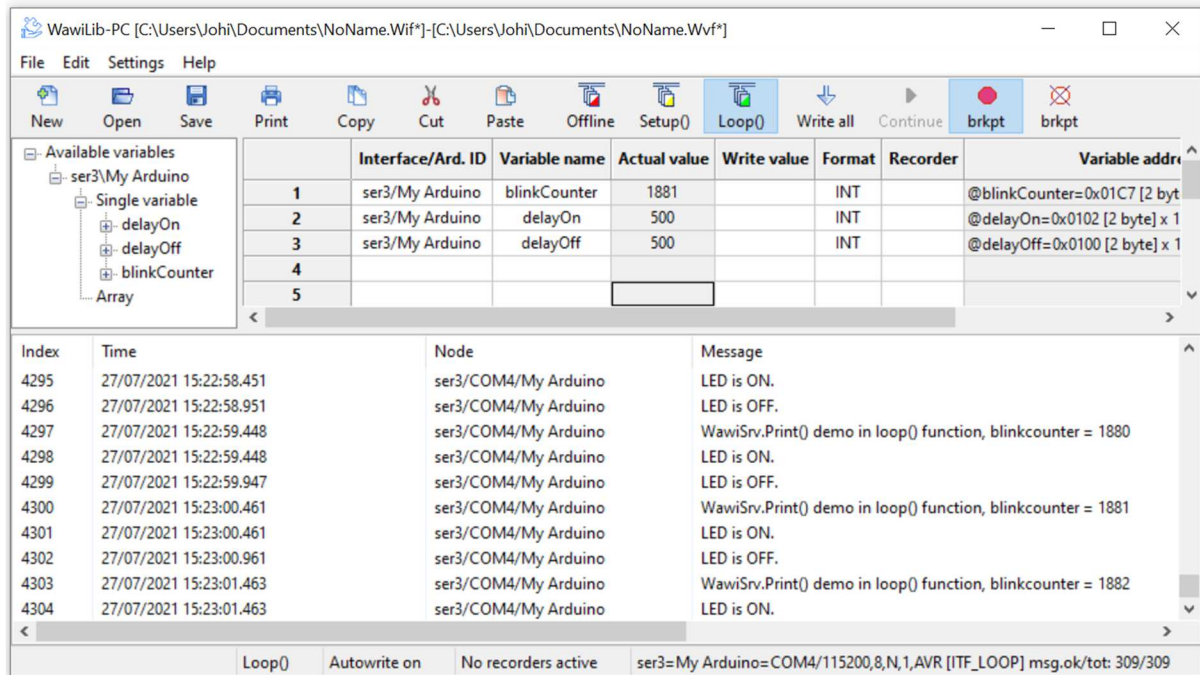 WawiLib-PC [C:\Users\Johi\Documents\NoName.Wif*]-[C:\Users\Johi\Documents\NoName.Wvf*]
File Edit Settings Help
New Open Save Print Copy Cut Paste Offline Setup() Loop() Write all Continue brkpt brkpt
Available variables
ser3\My Arduino
Single variable
delayOn
delayOff
blinkCounter
Array
Interface/Ard. ID Variable name Actual value Write value Format Recorder Variable addre
1 ser3/My Arduino blinkCounter 1881 INT @blinkCounter=0x01C7 [2 byt
2 ser3/My Arduino delayOn 500 INT @delayOn=0x0102 [2 byte] x 1
3 ser3/My Arduino delayOff 500 INT @delayOff=0x0100 [2 byte] x 1
4
5
Index Time Node Message
4295 27/07/2021 15:22:58.451 ser3/COM4/My Arduino LED is ON.
4296 27/07/2021 15:22:58.951 ser3/COM4/My Arduino LED is OFF.
4297 27/07/2021 15:22:59.448 ser3/COM4/My Arduino WawiSrv.Print() demo in loop() function, blinkcounter = 1880
4298 27/07/2021 15:22:59.448 ser3/COM4/My Arduino LED is ON.
4299 27/07/2021 15:22:59.947 ser3/COM4/My Arduino LED is OFF.
4300 27/07/2021 15:23:00.461 ser3/COM4/My Arduino WawiSrv.Print() demo in loop() function, blinkcounter = 1881
4301 27/07/2021 15:23:00.461 ser3/COM4/My Arduino LED is ON.
4302 27/07/2021 15:23:00.961 ser3/COM4/My Arduino LED is OFF.
4303 27/07/2021 15:23:01.463 ser3/COM4/My Arduino WawiSrv.Print() demo in loop() function, blinkcounter = 1882
4304 27/07/2021 15:23:01.463 ser3/COM4/My Arduino LED is ON.
Loop() Autowrite on No recorders active ser3=My Arduino=COM4/115200,8,N,1,AVR [ITF_LOOP] msg.ok/tot: 309/309